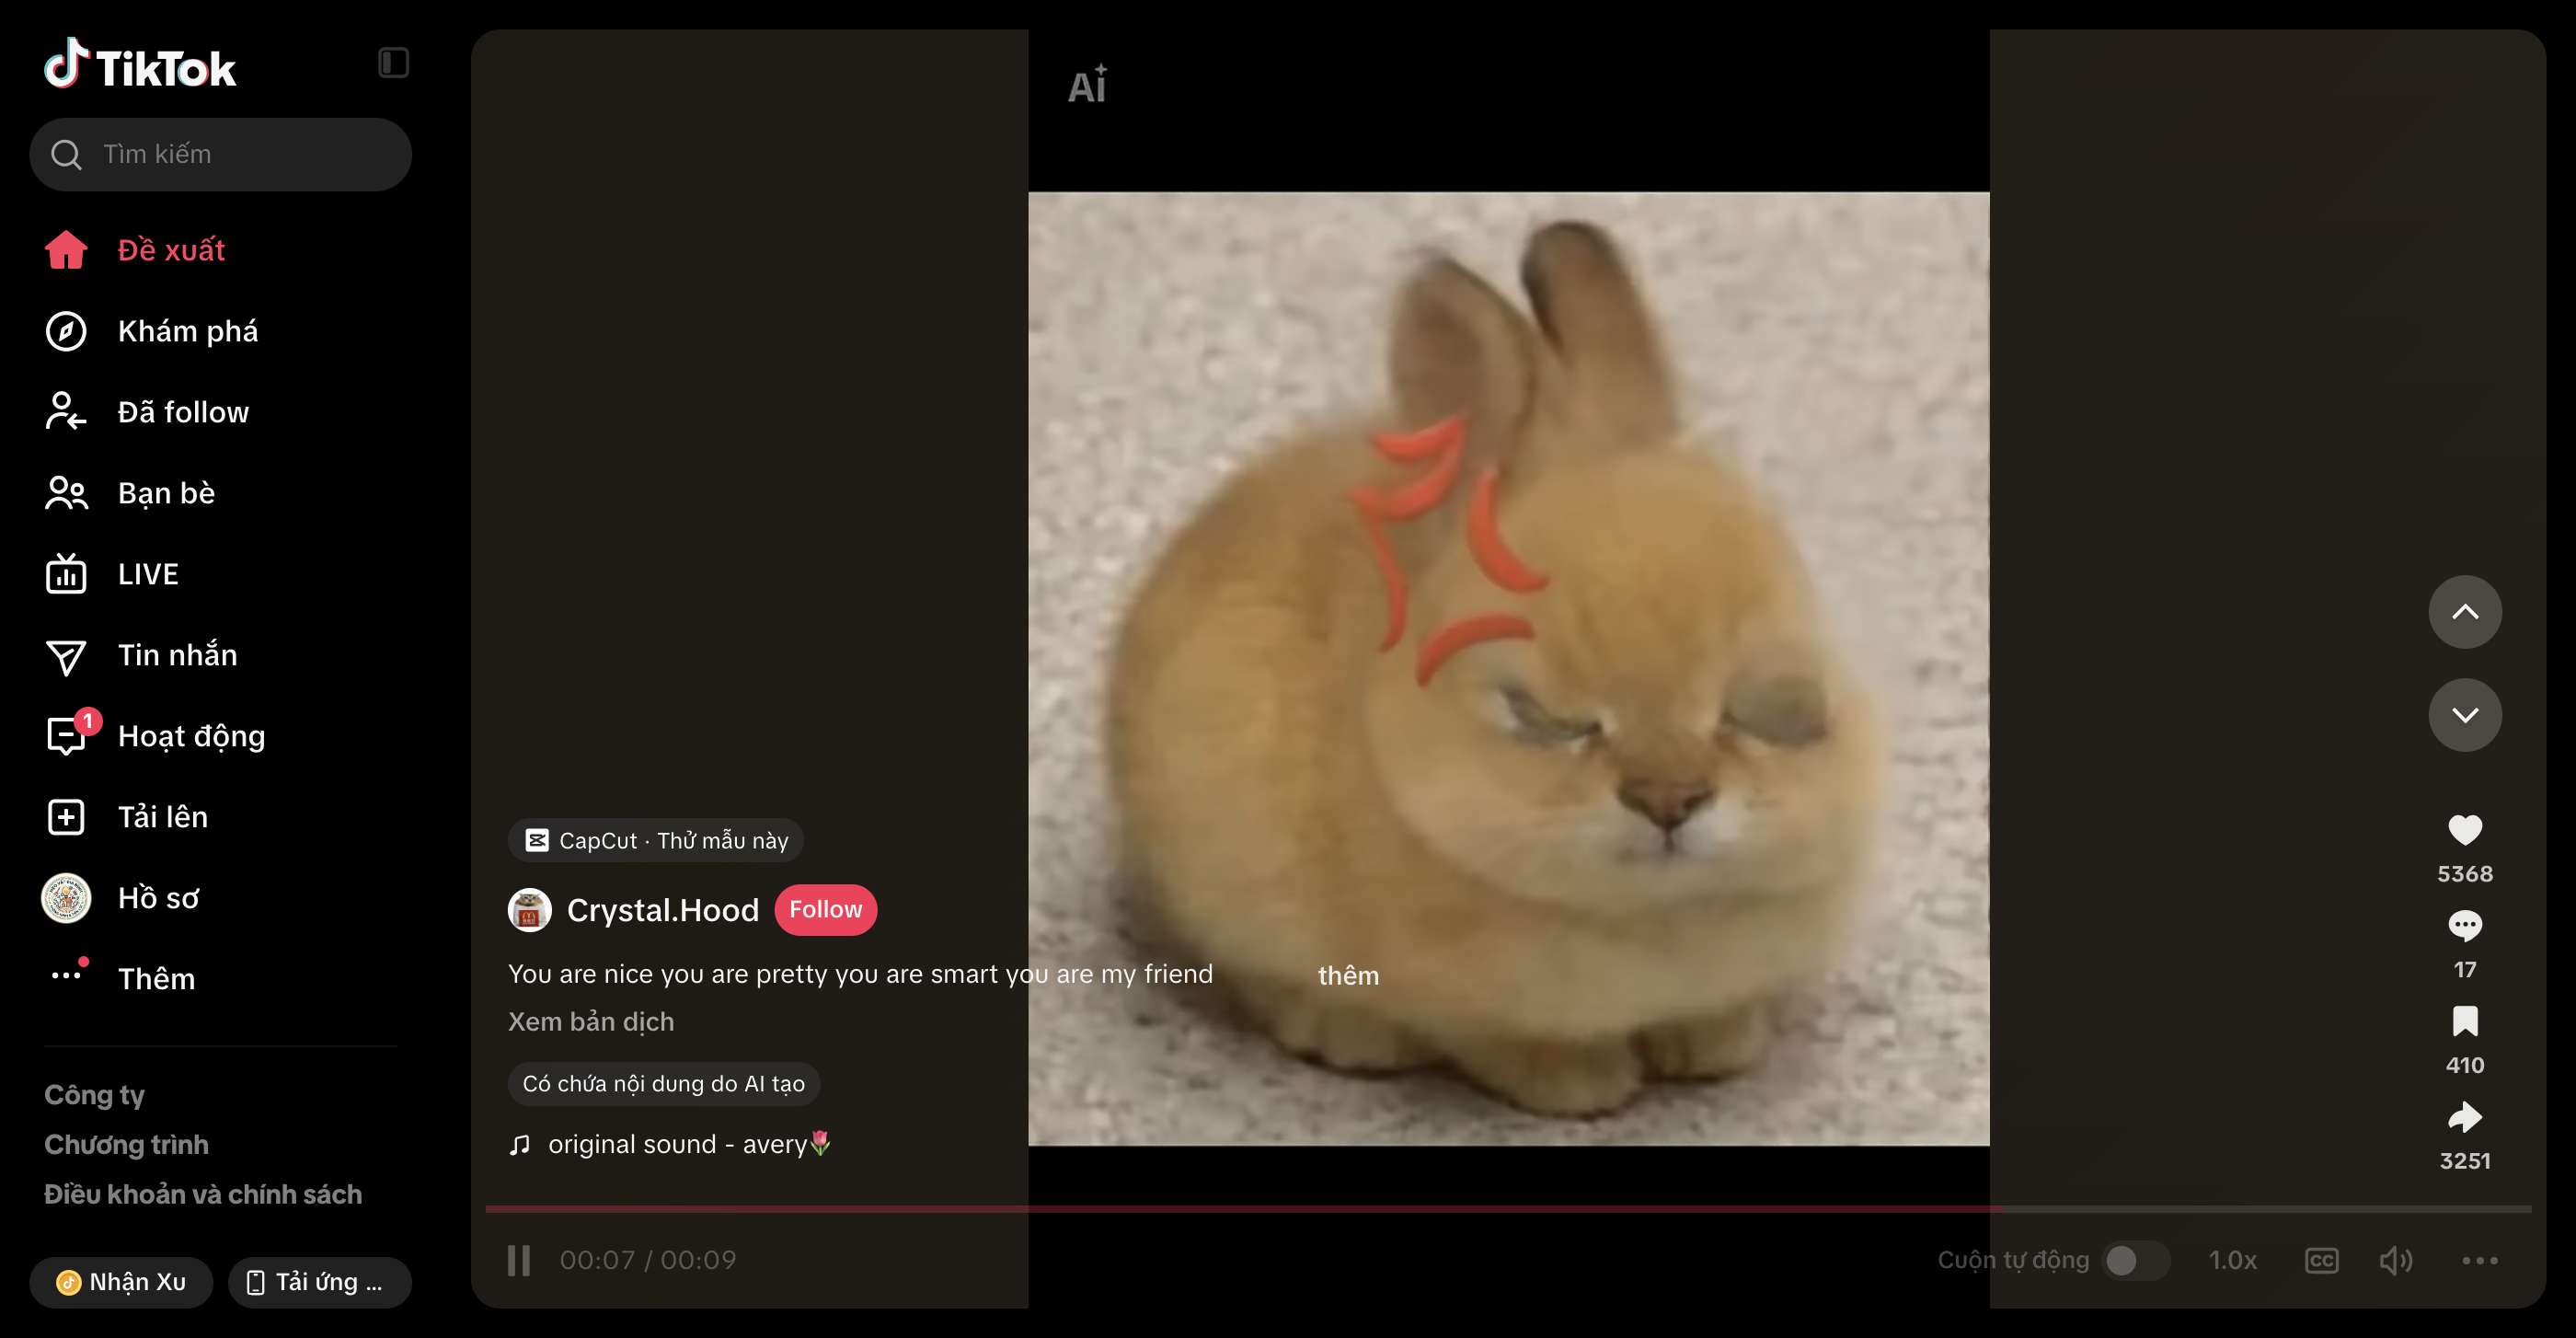 TikTok
Tìm kiếm
Đề xuất
Khám phá
Đã follow
Bạn bè
LIVE
Tin nhắn
1
Hoạt động
Tải lên
Hồ sơ
Thêm
Công ty
Chương trình
Điều khoản và chính sách
Nhận Xu
Tải ứng ...
Ai
CapCut · Thử mẫu này
Crystal.Hood
Follow
You are nice you are pretty you are smart you are my friend thêm
Xem bản dịch
Có chứa nội dung do AI tạo
original sound - avery🌷
5368
17
410
3251
00:07 / 00:09
Cuộn tự động
1.0x
CC